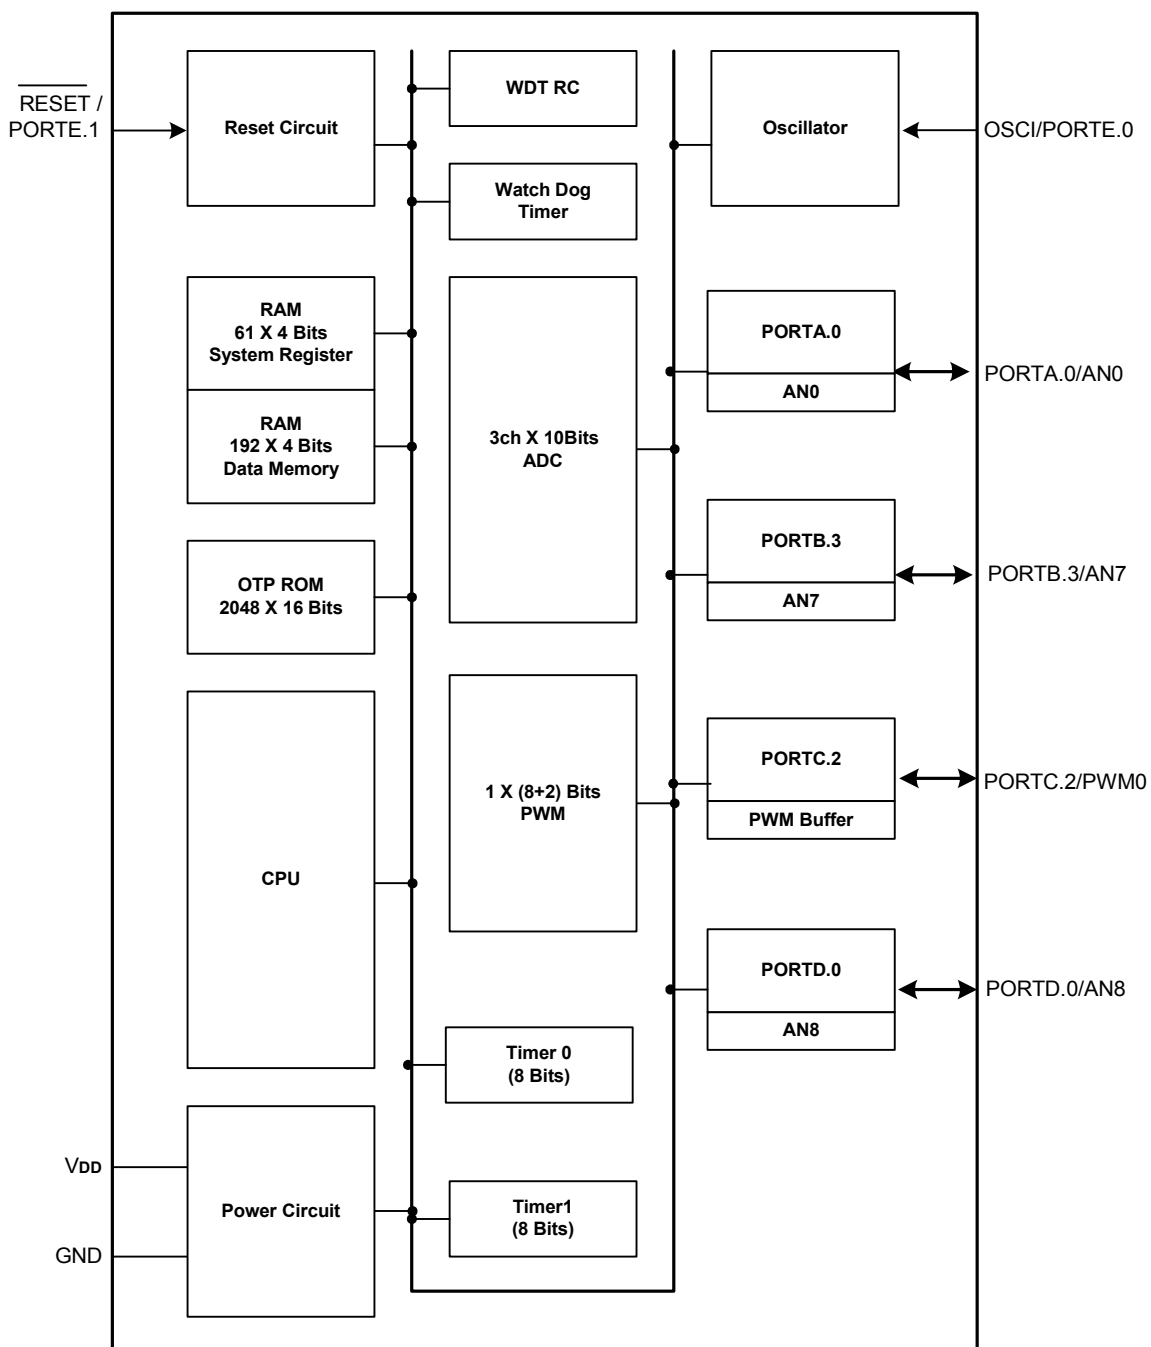 RESET /
PORTE.1
Reset Circuit
WDT RC
Watch Dog
Timer
Oscillator
OSCI/PORTE.0
RAM
61 X 4 Bits
System Register
RAM
192 X 4 Bits
Data Memory
3ch X 10Bits
ADC
PORTA.0
AN0
PORTA.0/AN0
PORTB.3
AN7
PORTB.3/AN7
OTP ROM
2048 X 16 Bits
CPU
1 X (8+2) Bits
PWM
PORTC.2
PWM Buffer
PORTC.2/PWM0
PORTD.0
AN8
PORTD.0/AN8
Timer 0
(8 Bits)
VDD
GND
Power Circuit
Timer1
(8 Bits)